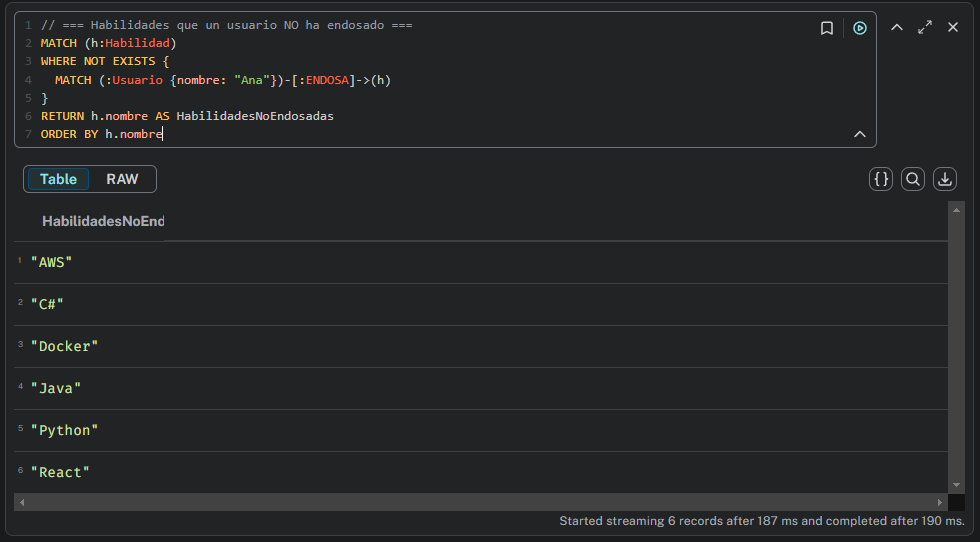 1 // === Habilidades que un usuario NO ha endosado ===
2 MATCH (h:Habilidad)
3 WHERE NOT EXISTS {
4   MATCH (:Usuario {nombre: "Ana"})-[:ENDOSA]->(h)
5 }
6 RETURN h.nombre AS HabilidadesNoEndosadas
7 ORDER BY h.nombre
Table RAW
HabilidadesNoEnd
1 "AWS"
2 "C#"
3 "Docker"
4 "Java"
5 "Python"
6 "React"
Started streaming 6 records after 187 ms and completed after 190 ms.